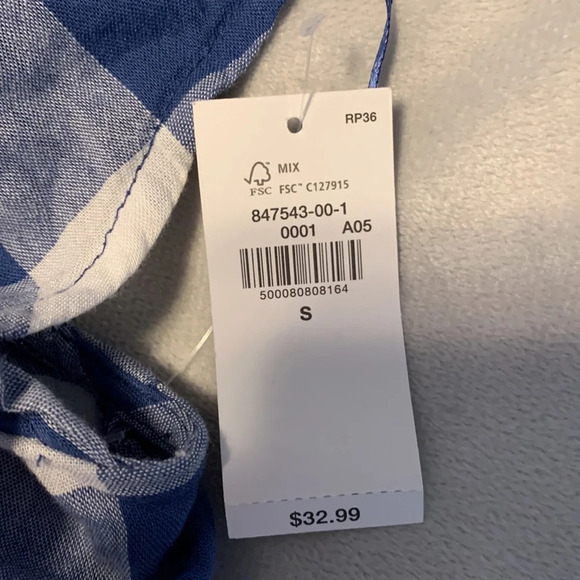 RP36
MIX
FSC FSC™ C127915
847543-00-1
0001 A05
500080808164
S
$32.99